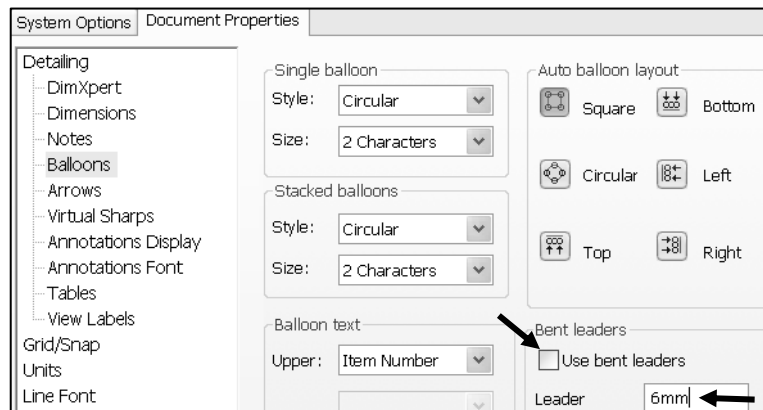 System Options Document Properties
Detailing
DimXpert
Dimensions
Notes
Balloons
Arrows
Virtual Sharps
Annotations Display
Annotations Font
Tables
View Labels
Grid/Snap
Units
Line Font
Single balloon
Style: Circular
Size: 2 Characters
Stacked balloons
Style: Circular
Size: 2 Characters
Balloon text
Upper: Item Number
Auto balloon layout
Square Bottom
Circular Left
Top Right
Bent leaders
Use bent leaders
Leader 6mm